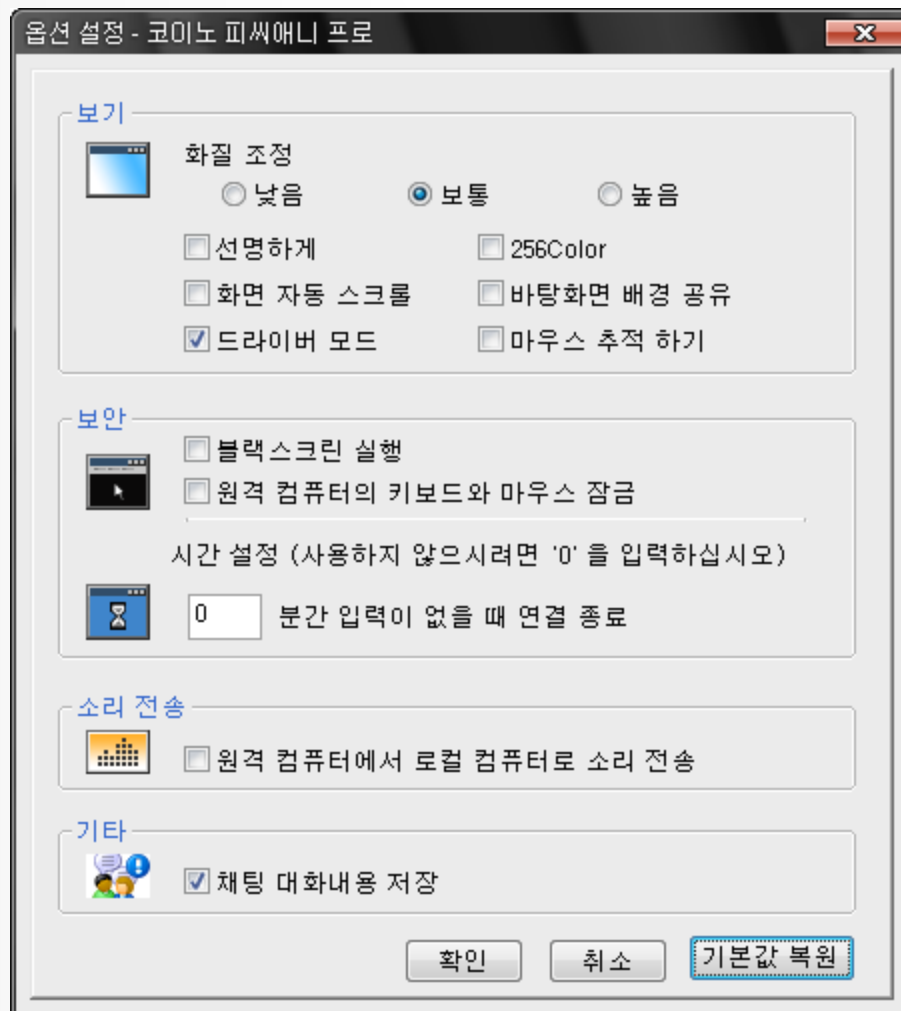 옵션 설정 - 코미노 피씨애니 프로
보기
화질 조정
낮음 보통 높음
선명하게 256Color
화면 자동 스크롤 바탕화면 배경 공유
드라이버 모드 마우스 추적 하기
보안
블랙스크린 실행
원격 컴퓨터의 키보드와 마우스 잠금
시간 설정 (사용하지 않으시려면 '0' 을 입력하십시오)
0 분간 입력이 없을 때 연결 종료
소리 전송
원격 컴퓨터에서 로컬 컴퓨터로 소리 전송
기타
채팅 대화내용 저장
확인 취소 기본값 복원